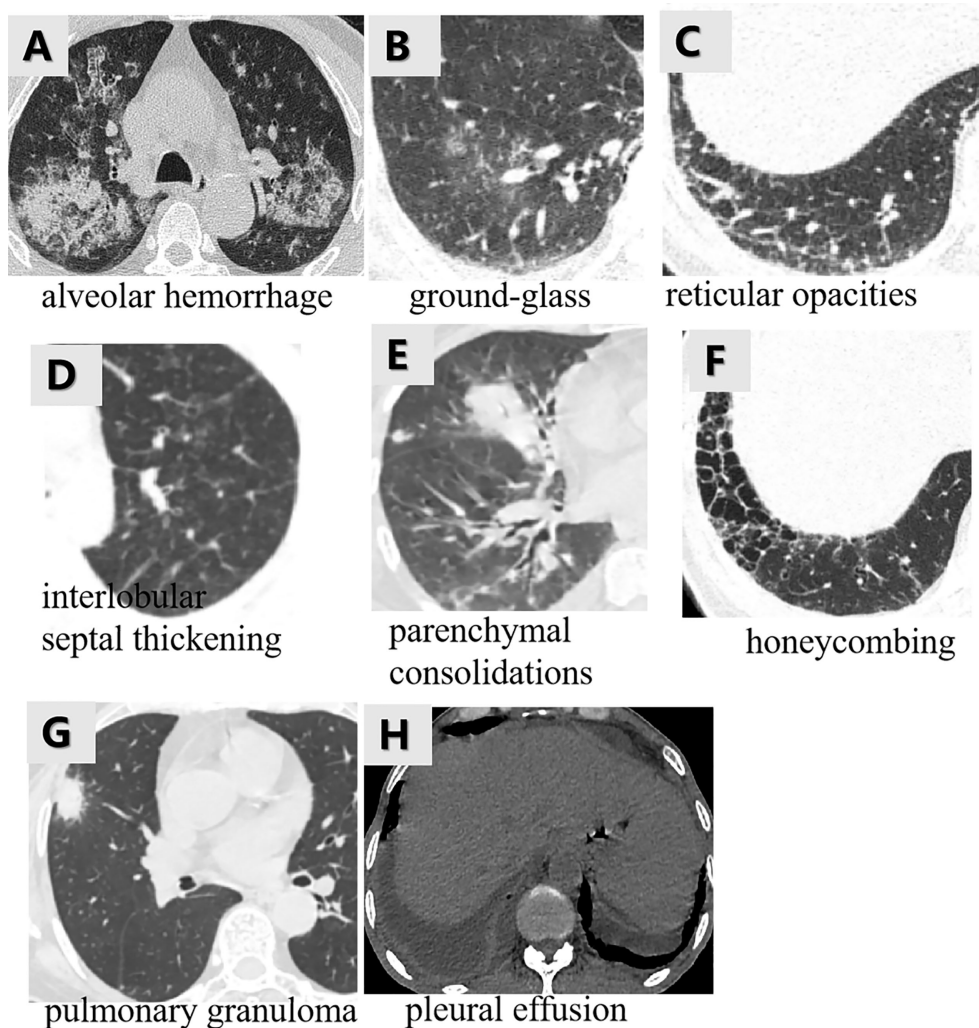 A
B
C
alveolar hemorrhage
ground-glass
reticular opacities
D
E
F
interlobular
septal thickening
parenchymal
consolidations
honeycombing
G
H
pulmonary granuloma
pleural effusion